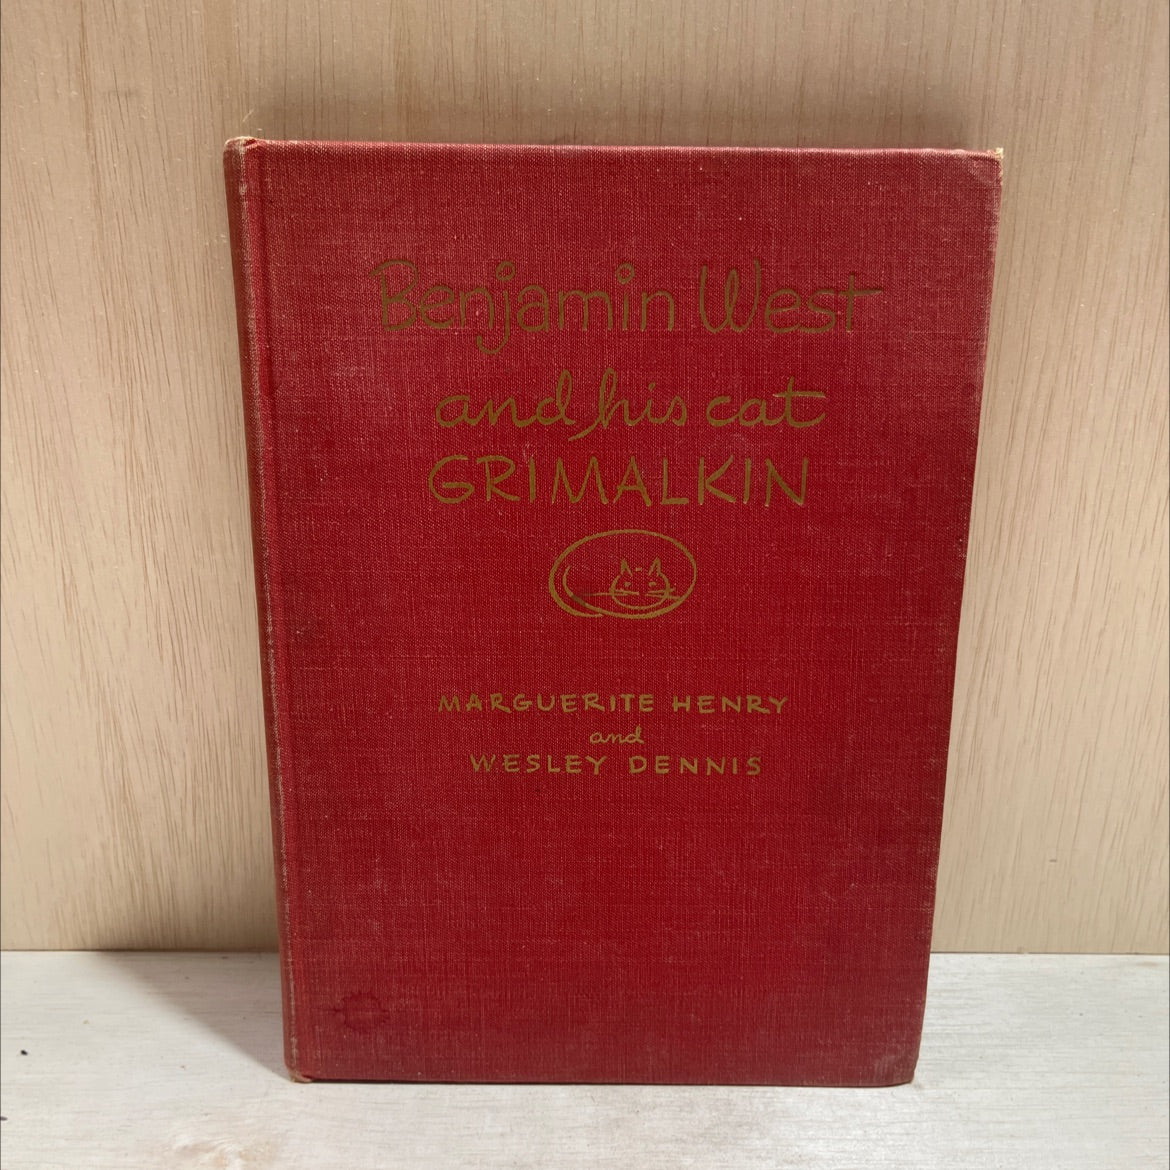 Benjamin West
and his cat
GRIMALKIN
MARGUERITE HENRY
and
WESLEY DENNIS